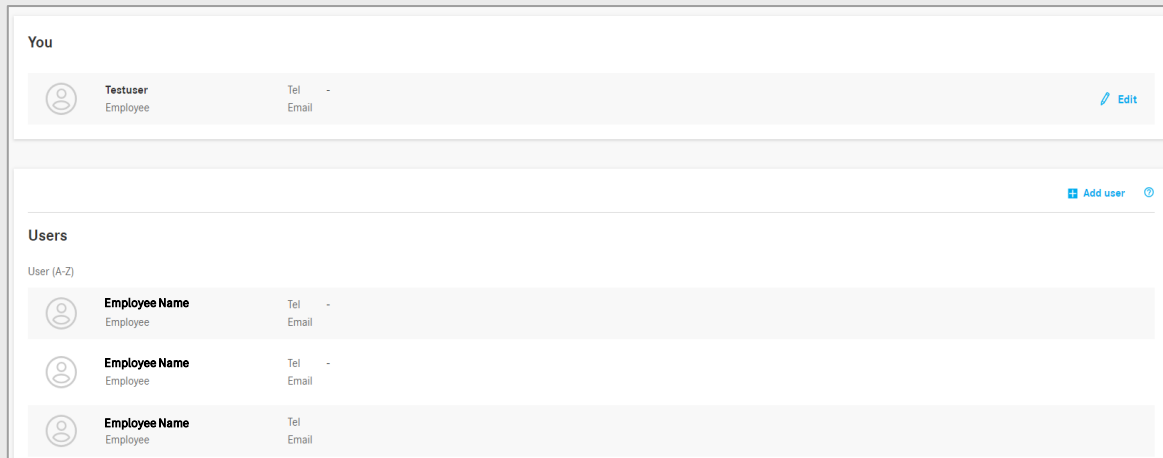 You
Testuser Tel -
Employee Email
Edit
Add user
Users
User (A-Z)
Employee Name Tel -
Employee Email
Employee Name Tel -
Employee Email
Employee Name Tel
Employee Email